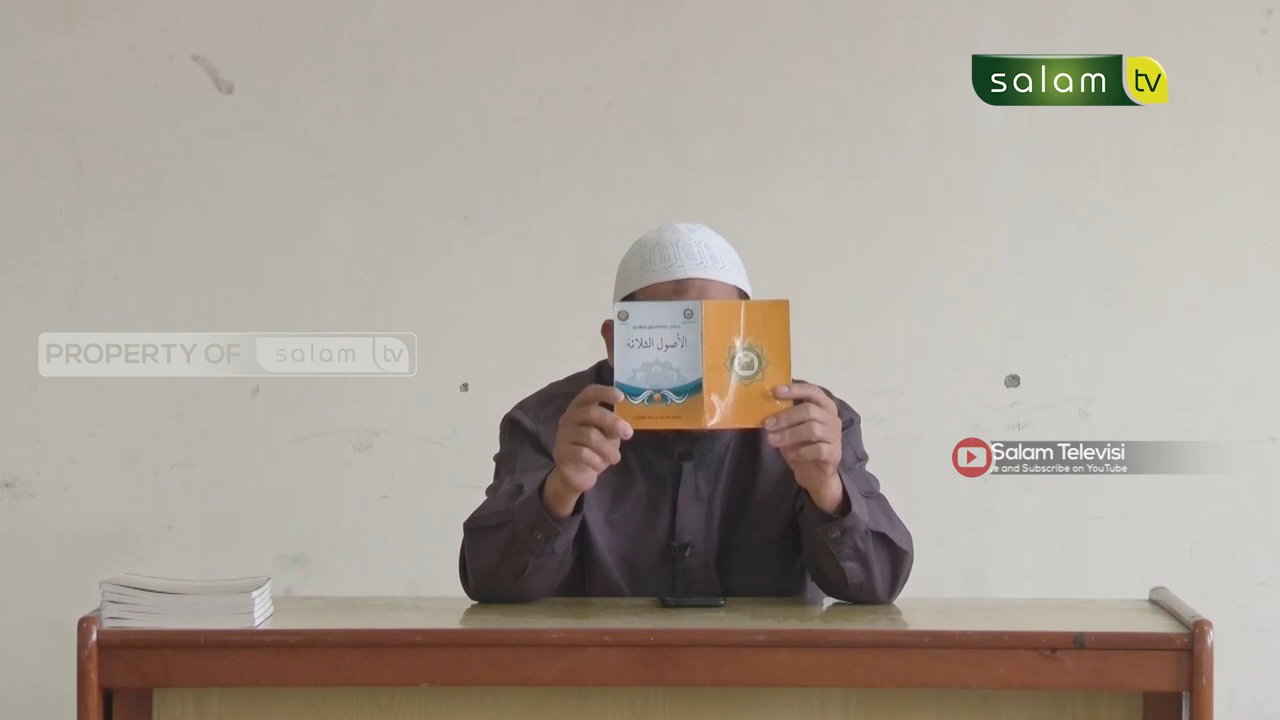 salam tv
الأصول الثلاثة
PROPERTY OF salam tv
Salam Televisi
e and Subscribe on YouTube